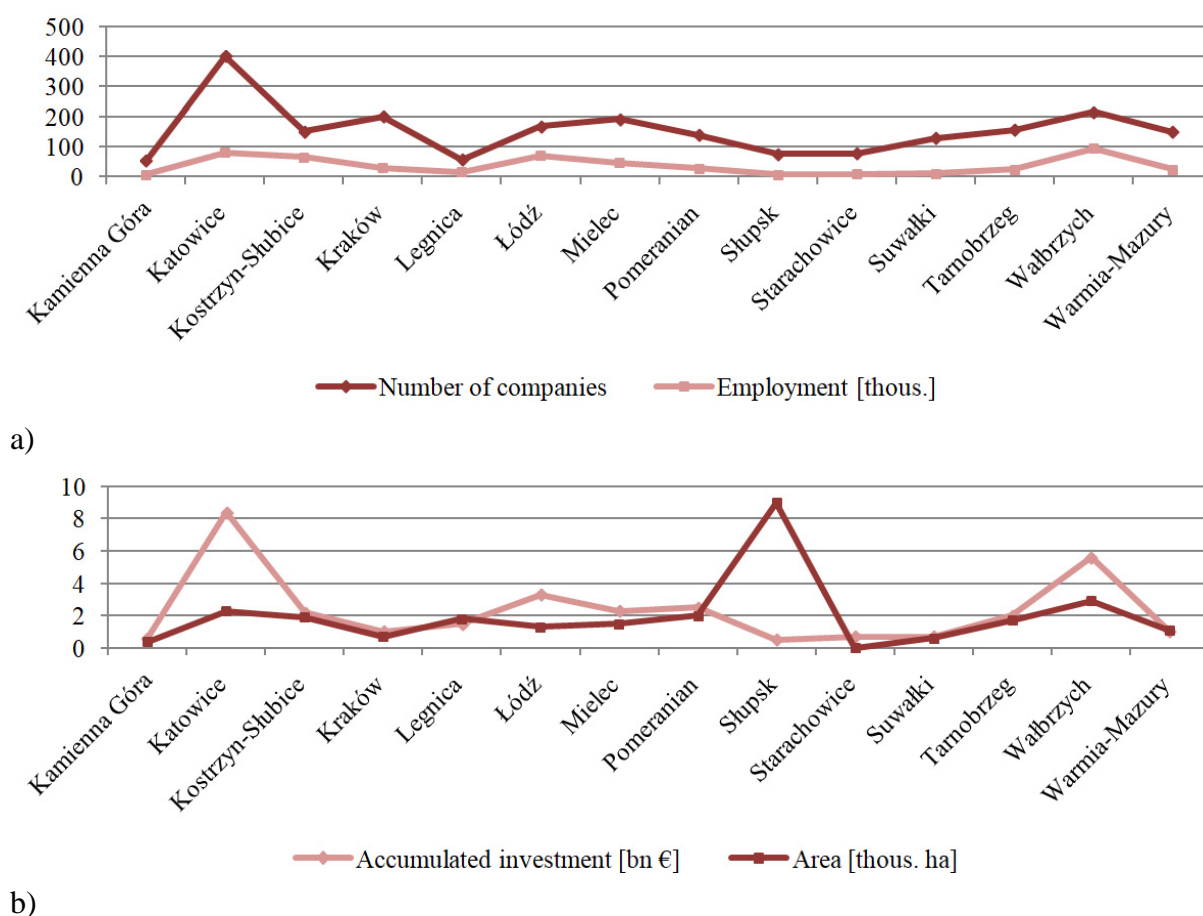 500
400
300
200
100
0
Kamienna Góra
Katowice
Kostrzyn-Słubice
Kraków
Legnica
Łódź
Mielec
Pomeranian
Słupsk
Starachowice
Suwałki
Tarnobrzeg
Wałbrzych
Warmia-Mazury
Number of companies
Employment [thous.]
a)
10
8
6
4
2
0
Kamienna Góra
Katowice
Kostrzyn-Słubice
Kraków
Legnica
Łódź
Mielec
Pomeranian
Słupsk
Starachowice
Suwałki
Tarnobrzeg
Wałbrzych
Warmia-Mazury
Accumulated investment [bn €]
Area [thous. ha]
b)